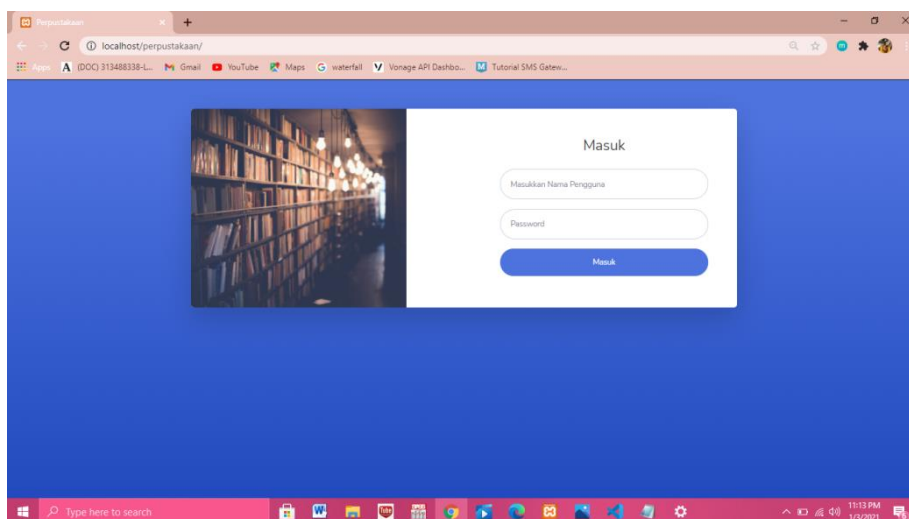 Perpustakaan
localhost/perpustakaan/
Apps
(DOC) 313488338-L...
Gmail
YouTube
Maps
waterfall
Vonage API Dashbo...
Tutorial SMS Gatew...
Masuk
Masukkan Nama Pengguna
Password
Masuk
Type here to search
11:13 PM
1/3/2021